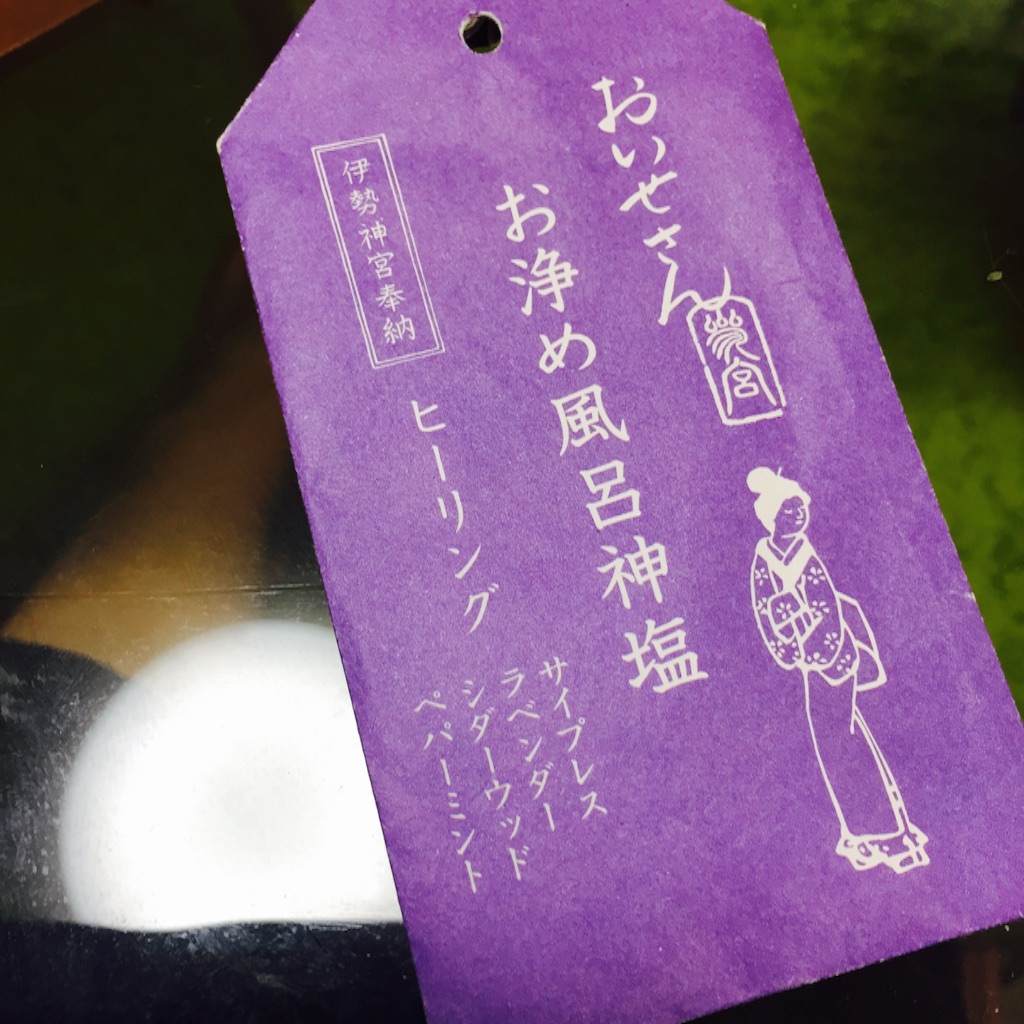 おいせさん
お浄め風呂神塩
伊勢神宮奉納
ヒーリング
サイプレス
ラベンダー
シダーウッド
ペパーミント